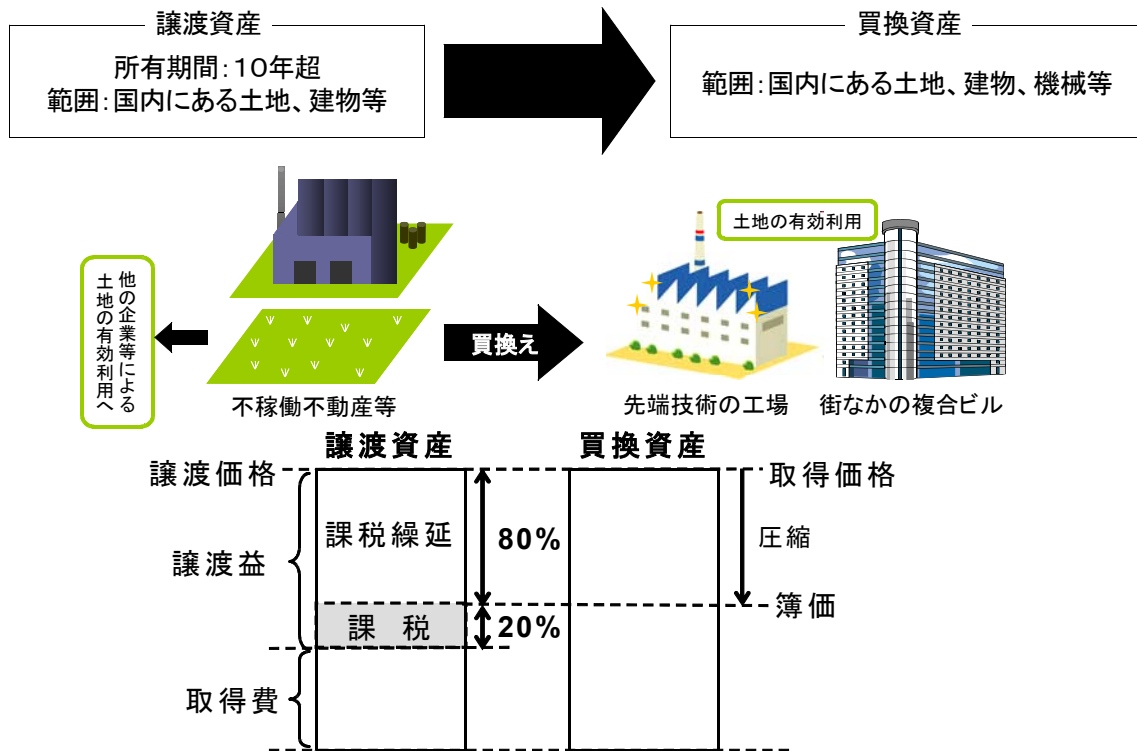 譲渡資産
所有期間：１０年超
範囲：国内にある土地、建物等
買換資産
範囲：国内にある土地、建物、機械等
他の企業等による
土地の有効利用へ
不稼働不動産等
買換え
土地の有効利用
先端技術の工場
街なかの複合ビル
譲渡資産
買換資産
譲渡価格
取得価格
課税繰延
80%
圧縮
譲渡益
簿価
課 税
20%
取得費